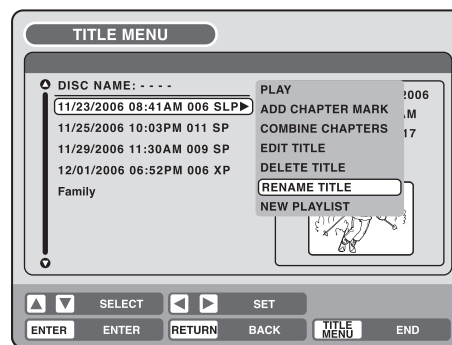 TITLE MENU
DISC NAME: - - - -
11/23/2006 08:41AM 006 SLP
11/25/2006 10:03PM 011 SP
11/29/2006 11:30AM 009 SP
12/01/2006 06:52PM 006 XP
Family
PLAY
ADD CHAPTER MARK
COMBINE CHAPTERS
EDIT TITLE
DELETE TITLE
RENAME TITLE
NEW PLAYLIST
006
M
17
SELECT SET
ENTER ENTER RETURN BACK TITLE MENU END